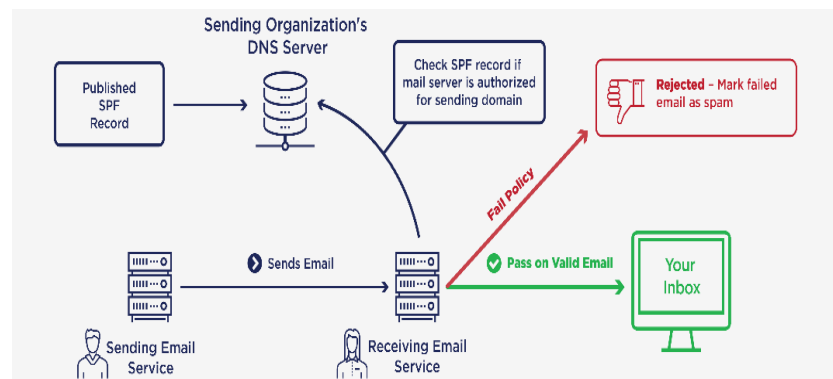 Sending Organization's
DNS Server
Published
SPF
Record
Check SPF record if
mail server is authorized
for sending domain
Rejected – Mark failed
email as spam
Fail Policy
Sends Email
Pass on Valid Email
Your
Inbox
Sending Email
Service
Receiving Email
Service